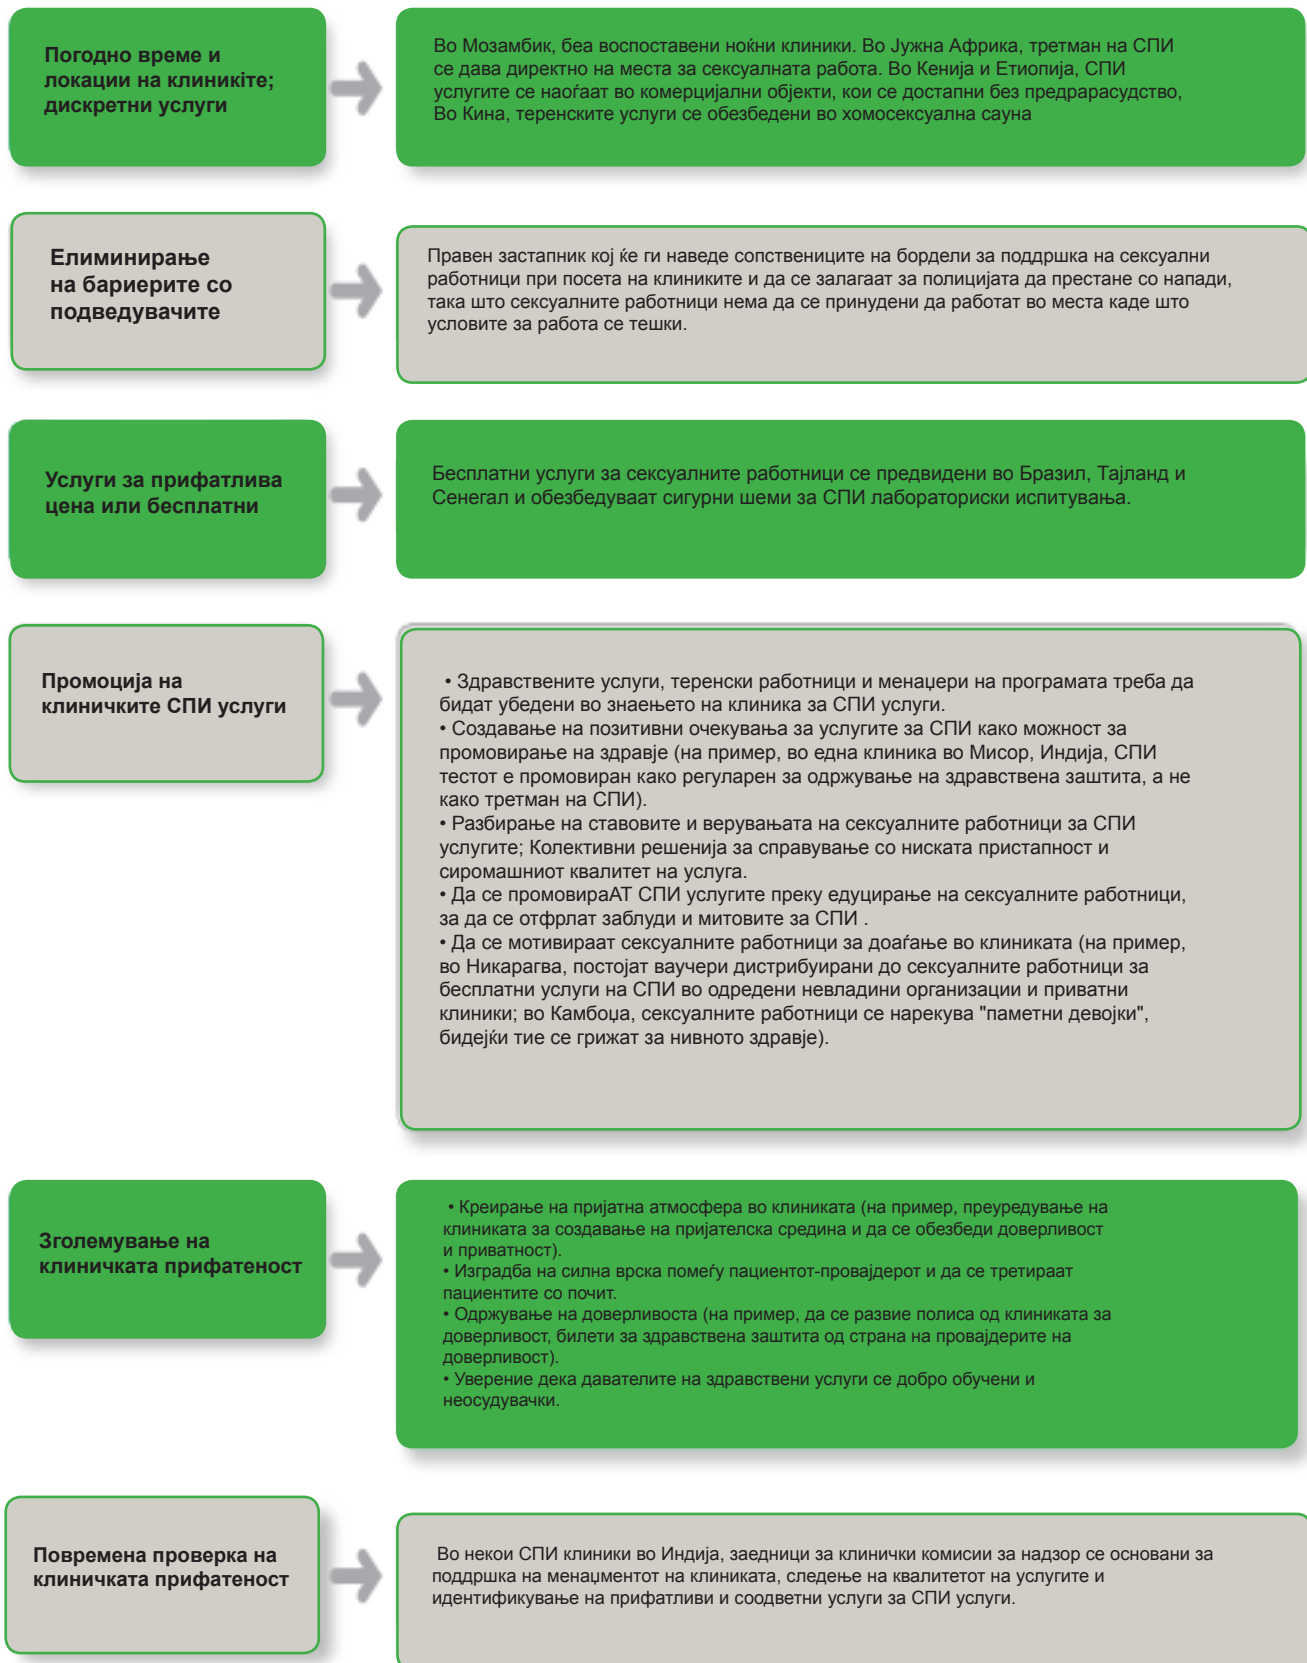 Погодно време и
локации на клиникіте;
дискретни услуги
Во Мозамбик, беа воспоставени ноќни клиники. Во Јужна Африка, третман на СПИ
се дава директно на места за сексуалната работа. Во Кенија и Етиопија, СПИ
услугите се наоѓаат во комерцијални објекти, кои се достапни без предрарасудство,
Во Кина, теренските услуги се обезбедени во хомосексуална сауна
Елиминирање
на бариерите со
подведувачите
Правен застапник кој ќе ги наведе сопствениците на бордели за поддршка на сексуални
работници при посета на клиниките и да се залагаат за полицијата да престане со напади,
така што сексуалните работници нема да се принудени да работат во места каде што
условите за работа се тешки.
Услуги за прифатлива
цена или бесплатни
Бесплатни услуги за сексуалните работници се предвидени во Бразил, Тајланд и
Сенегал и обезбедуваат сигурни шеми за СПИ лабораториски испитувања.
Промоција на
клиничките СПИ услуги
• Здравствените услуги, теренски работници и менаџери на програмата треба да
бидат убедени во знаењето на клиника за СПИ услуги.
• Создавање на позитивни очекувања за услугите за СПИ како можност за
промовирање на здравје (на пример, во една клиника во Мисор, Индија, СПИ
тестот е промовиран како регуларен за одржување на здравствена заштита, а не
како третман на СПИ).
• Разбирање на ставовите и верувањата на сексуалните работници за СПИ
услугите; Колективни решенија за справување со ниската пристапност и
сиромашниот квалитет на услуга.
• Да се промовираАТ СПИ услугите преку едуцирање на сексуалните работници,
за да се отфрлат заблуди и митовите за СПИ .
• Да се мотивираат сексуалните работници за доаѓање во клиниката (на пример,
во Никарагва, постојат ваучери дистрибуирани до сексуалните работници за
бесплатни услуги на СПИ во одредени невладини организации и приватни
клиники; во Камбоџа, сексуалните работници се нарекува "паметни девојки",
бидејќи тие се грижат за нивното здравје).
Зголемување на
клиничката прифатеност
• Креирање на пријатна атмосфера во клиниката (на пример, преуредување на
клиниката за создавање на пријателска средина и да се обезбеди доверливост
и приватност).
• Изградба на силна врска помеѓу пациентот-провајдерот и да се третираат
пациентите со почит.
• Одржување на доверливоста (на пример, да се развие полиса од клиниката за
доверливост, билети за здравствена заштита од страна на провајдерите на
доверливост).
• Уверение дека давателите на здравствени услуги се добро обучени и
неосудувачки.
Повремена проверка на
клиничката прифатеност
Во некои СПИ клиники во Индија, заедници за клинички комисии за надзор се основани за
поддршка на менаџментот на клиниката, следење на квалитетот на услугите и
идентификување на прифатливи и соодветни услуги за СПИ услуги.